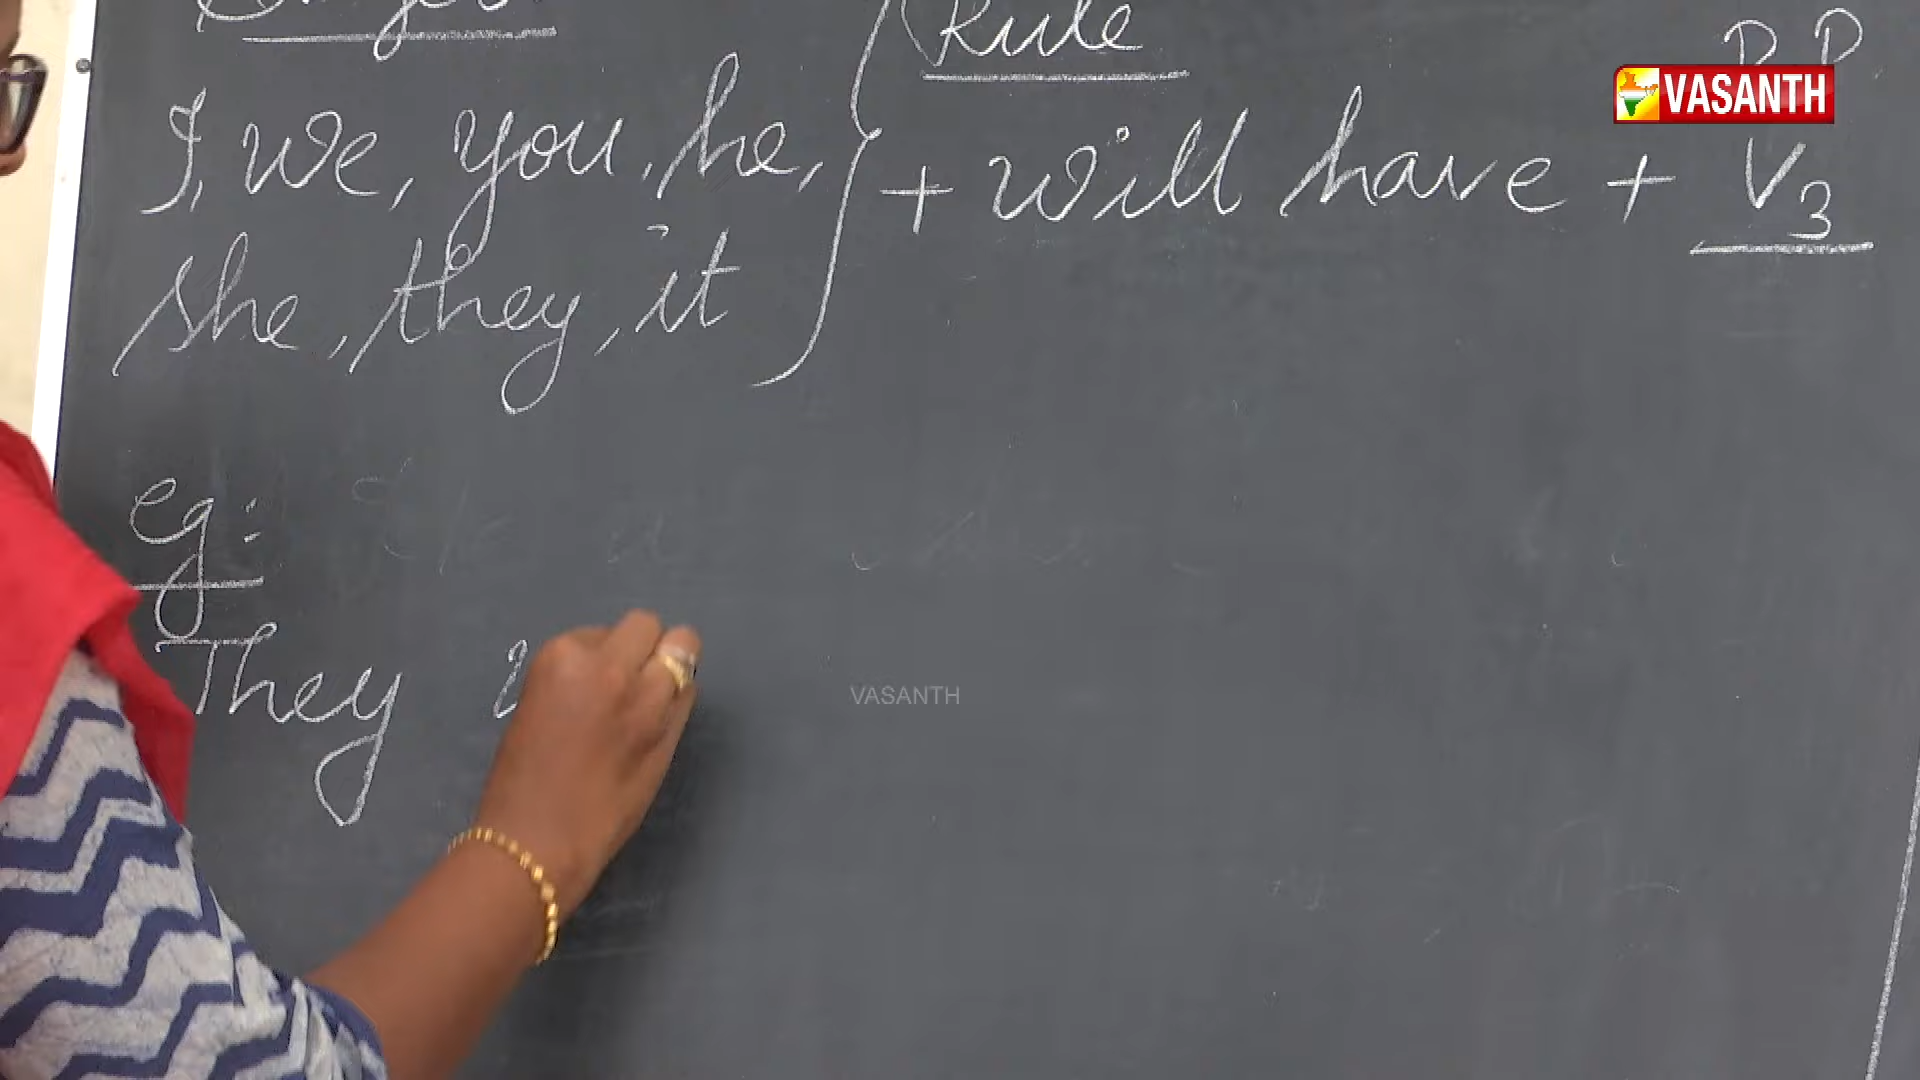 Rule
P.P.
VASANTH
I, we, you, he, + will have + V3
she, they, it
eg:
They
VASANTH